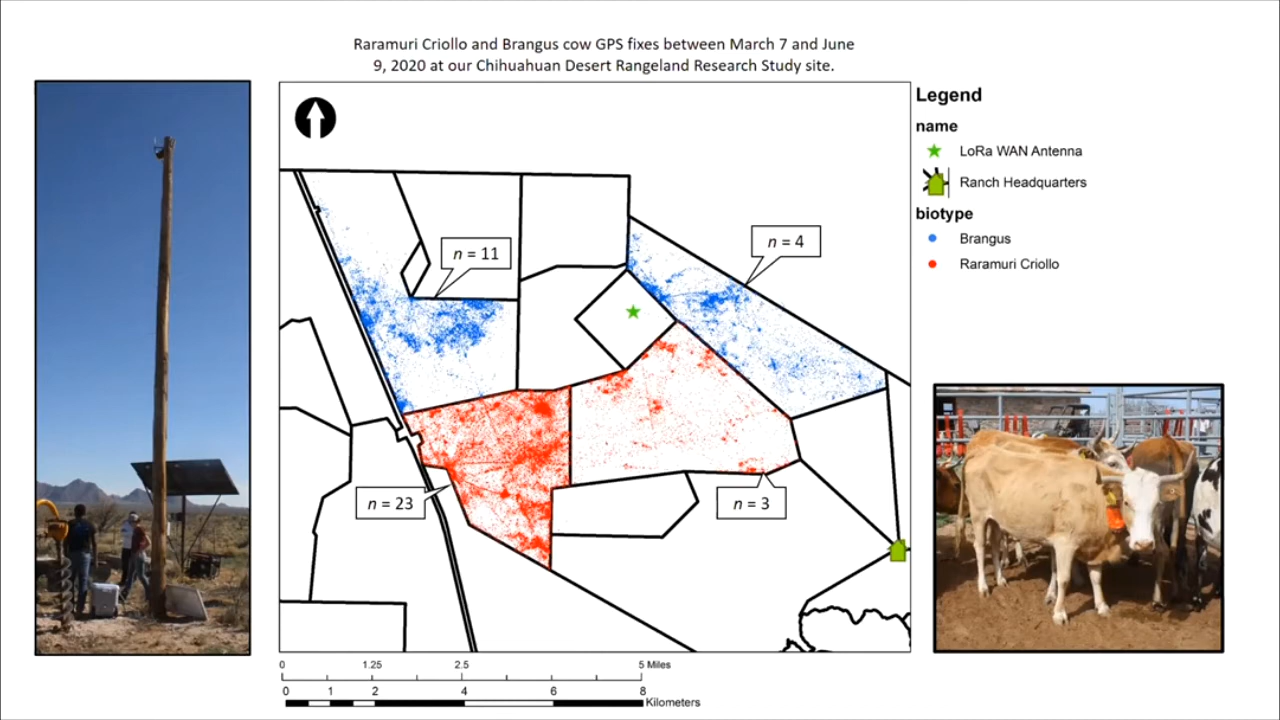 Raramuri Criollo and Brangus cow GPS fixes between March 7 and June
9, 2020 at our Chihuahuan Desert Rangeland Research Study site.
Legend
name
LoRa WAN Antenna
Ranch Headquarters
biotype
Brangus
Raramuri Criollo
n = 11
n = 4
n = 23
n = 3
0 1.25 2.5 5 Miles
0 1 2 4 6 8
Kilometers